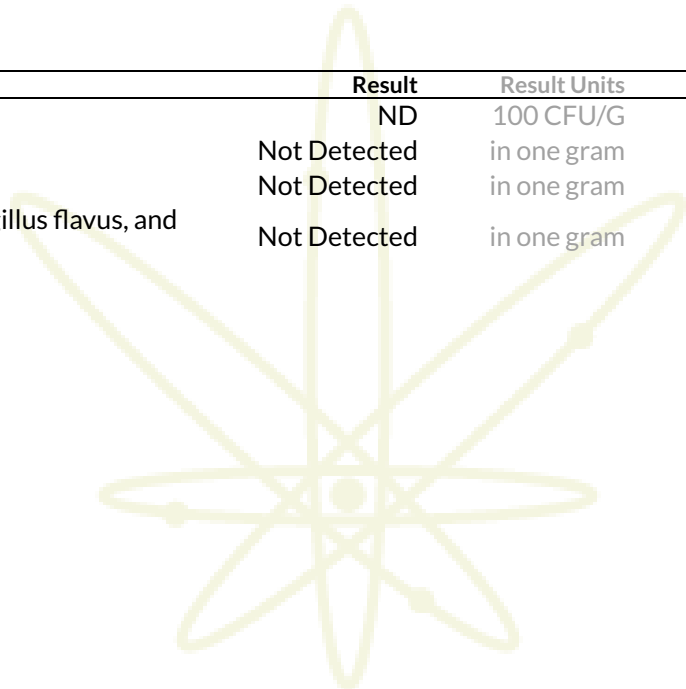 Result Result Units
ND 100 CFU/G
Not Detected in one gram
Not Detected in one gram
flavus, and
Not Detected in one gram